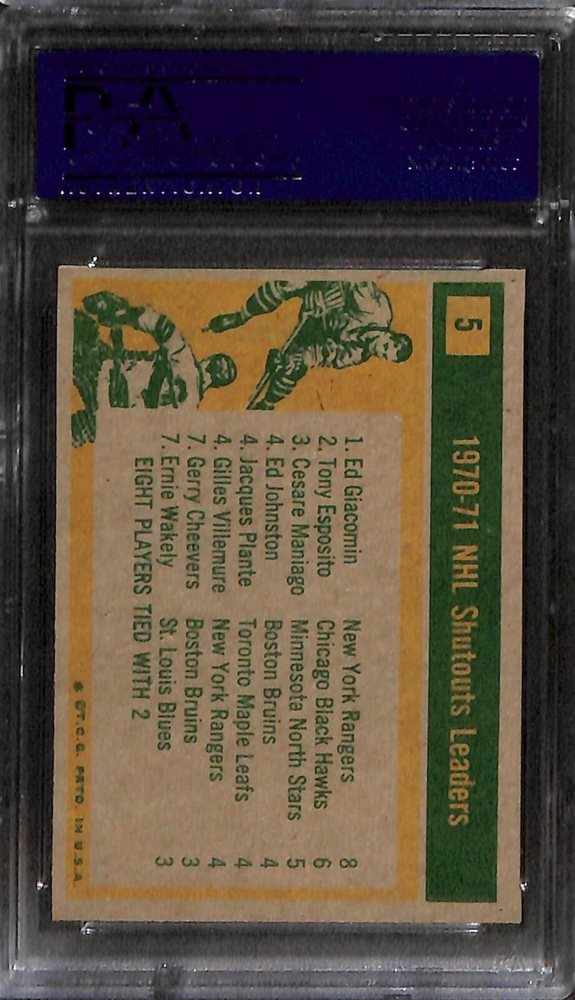 PSA
5
1970-71 NHL Shutouts Leaders
1. Ed Giacomin New York Rangers 8
2. Tony Esposito Chicago Black Hawks 6
3. Cesare Maniago Minnesota North Stars 5
4. Ed Johnston Boston Bruins 4
4. Jacques Plante Toronto Maple Leafs 4
4. Gilles Villemure New York Rangers 4
7. Gerry Cheevers Boston Bruins 3
7. Ernie Wakely St. Louis Blues 3
EIGHT PLAYERS TIED WITH 2
© T.C.G. PRTD. IN U.S.A.